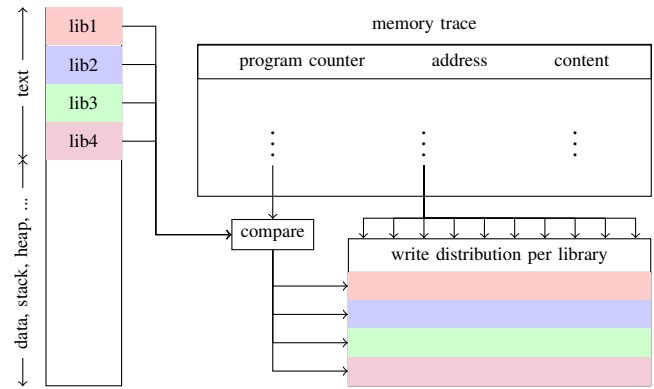 lib1
lib2
lib3
lib4
text
data, stack, heap, ...
memory trace
program counter address content
compare
write distribution per library